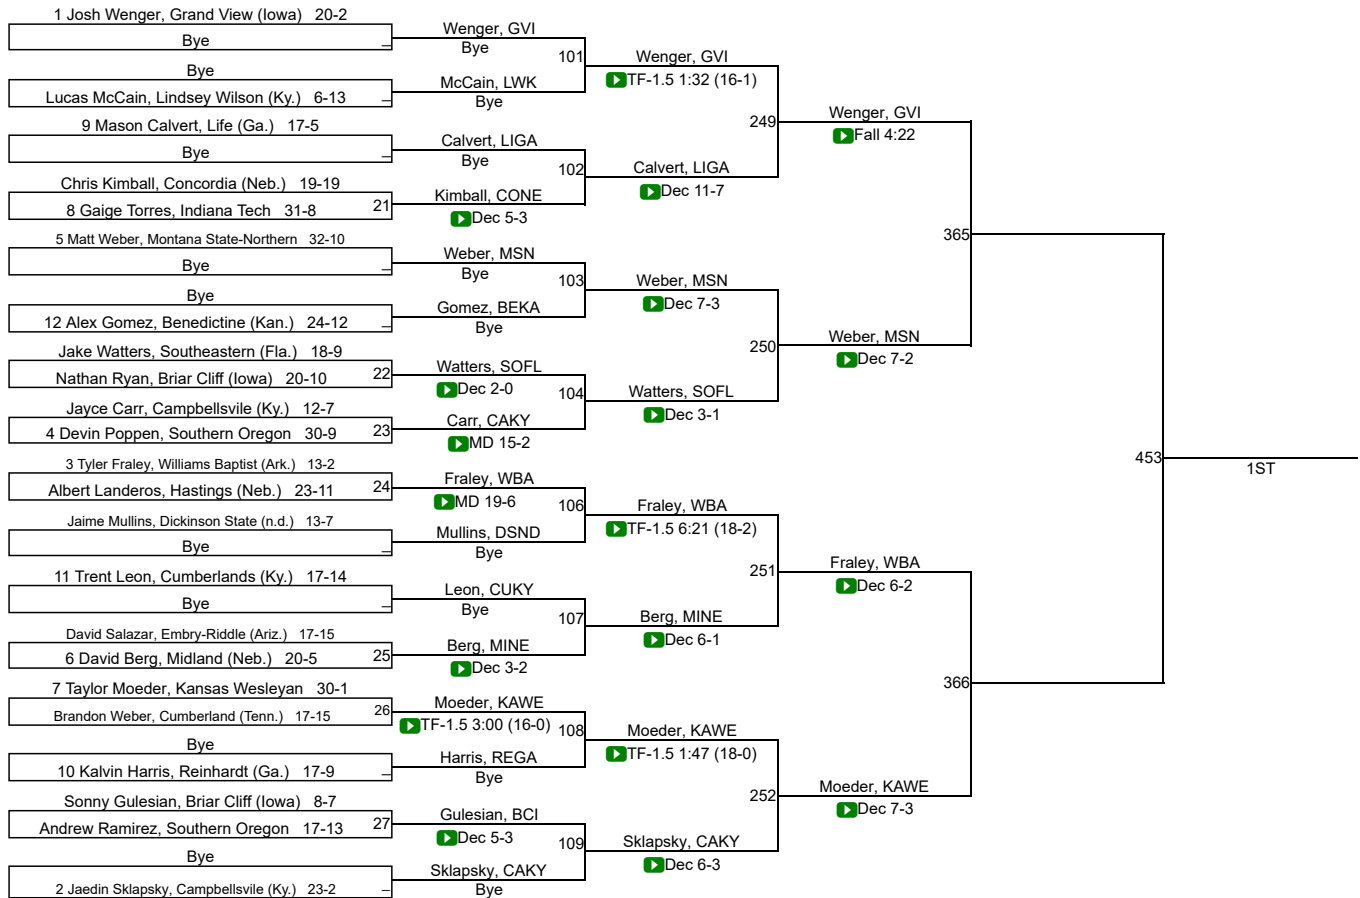 1 Josh Wenger, Grand View (Iowa) 20-2
Bye
Bye
Lucas McCain, Lindsey Wilson (Ky.) 6-13
9 Mason Calvert, Life (Ga.) 17-5
Bye
Chris Kimball, Concordia (Neb.) 19-19
8 Gaige Torres, Indiana Tech 31-8
21
5 Matt Weber, Montana State-Northern 32-10
Bye
Bye
12 Alex Gomez, Benedictine (Kan.) 24-12
Jake Watters, Southeastern (Fla.) 18-9
Nathan Ryan, Briar Cliff (Iowa) 20-10
22
Jayce Carr, Campbellsvile (Ky.) 12-7
4 Devin Poppen, Southern Oregon 30-9
23
3 Tyler Fraley, Williams Baptist (Ark.) 13-2
Albert Landeros, Hastings (Neb.) 23-11
24
Jaime Mullins, Dickinson State (n.d.) 13-7
Bye
11 Trent Leon, Cumberlands (Ky.) 17-14
Bye
David Salazar, Embry-Riddle (Ariz.) 17-15
6 David Berg, Midland (Neb.) 20-5
25
7 Taylor Moeder, Kansas Wesleyan 30-1
Brandon Weber, Cumberland (Tenn.) 17-15
26
Bye
10 Kalvin Harris, Reinhardt (Ga.) 17-9
Sonny Gulesian, Briar Cliff (Iowa) 8-7
Andrew Ramirez, Southern Oregon 17-13
27
Bye
2 Jaedin Sklapsky, Campbellsvile (Ky.) 23-2
Wenger, GVI
Bye
101
McCain, LWK
Bye
Calvert, LIGA
Bye
102
Kimball, CONE
Dec 5-3
Weber, MSN
Bye
103
Gomez, BEKA
Bye
Watters, SOFL
Dec 2-0
104
Carr, CAKY
MD 15-2
Fraley, WBA
MD 19-6
106
Mullins, DSND
Bye
Leon, CUKY
Bye
107
Berg, MINE
Dec 3-2
Moeder, KAWE
TF-1.5 3:00 (16-0)
108
Harris, REGA
Bye
Gulesian, BCI
Dec 5-3
109
Sklapsky, CAKY
Bye
Wenger, GVI
TF-1.5 1:32 (16-1)
249
Calvert, LIGA
Dec 11-7
Weber, MSN
Dec 7-3
250
Watters, SOFL
Dec 3-1
Fraley, WBA
TF-1.5 6:21 (18-2)
251
Berg, MINE
Dec 6-1
Moeder, KAWE
TF-1.5 1:47 (18-0)
252
Sklapsky, CAKY
Dec 6-3
Wenger, GVI
Fall 4:22
365
Weber, MSN
Dec 7-2
Fraley, WBA
Dec 6-2
366
Moeder, KAWE
Dec 7-3
453
1ST